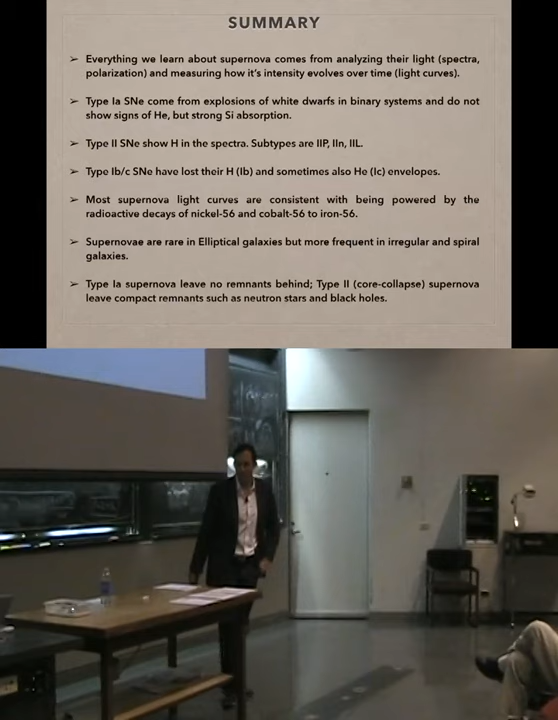 SUMMARY
➢ Everything we learn about supernova comes from analyzing their light (spectra,
polarization) and measuring how it's intensity evolves over time (light curves).
➢ Type Ia SNe come from explosions of white dwarfs in binary systems and do not
show signs of He, but strong Si absorption.
➢ Type II SNe show H in the spectra. Subtypes are IIP, IIn, IIL.
➢ Type Ib/c SNe have lost their H (Ib) and sometimes also He (Ic) envelopes.
➢ Most supernova light curves are consistent with being powered by the
radioactive decays of nickel-56 and cobalt-56 to iron-56.
➢ Supernovae are rare in Elliptical galaxies but more frequent in irregular and spiral
galaxies.
➢ Type Ia supernova leave no remnants behind; Type II (core-collapse) supernova
leave compact remnants such as neutron stars and black holes.